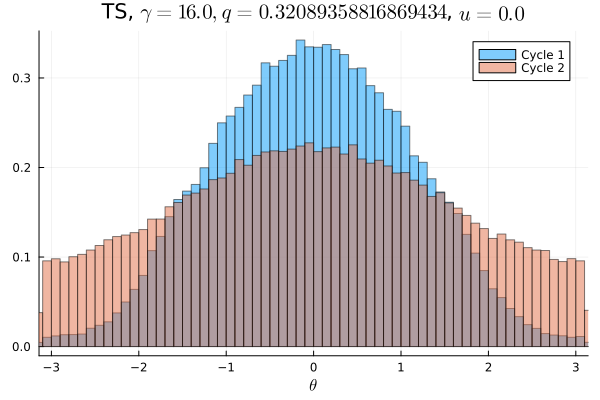 TS, γ = 16.0, q = 0.32089358816869434, u = 0.0
Cycle 1
Cycle 2
0.3
0.2
0.1
0.0
−3 −2 −1 0 1 2 3
θ